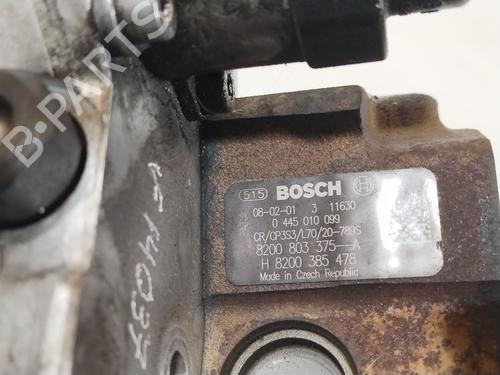 B-PARTS
515 BOSCH
08-02-01 3 11630
0 445 010 099
CR/CP3S3/L70/20-789S
8200 803 375--A
H 8200 385 478
Made in Czech Republic